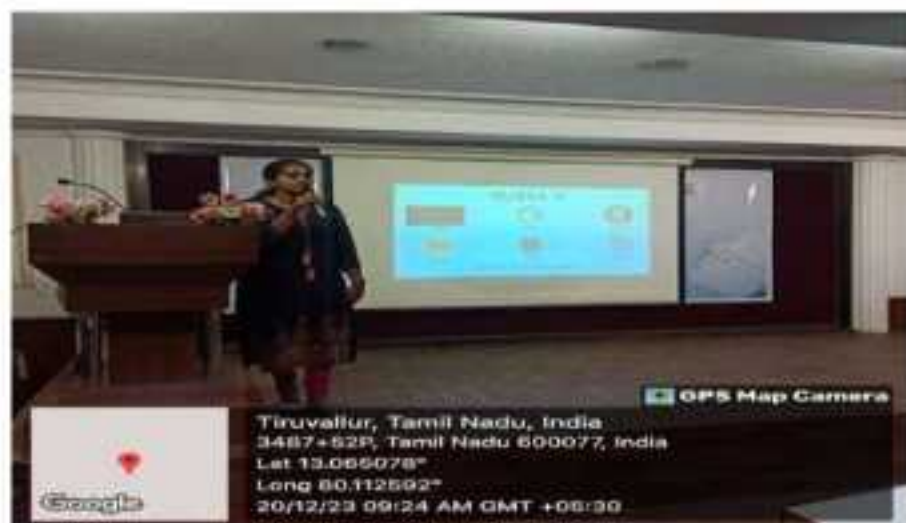 GPS Map Camera
Tiruvallur, Tamil Nadu, India
3487+52P, Tamil Nadu 600077, India
Lat 13.065078°
Long 80.112592°
20/12/23 09:24 AM GMT +05:30
Google